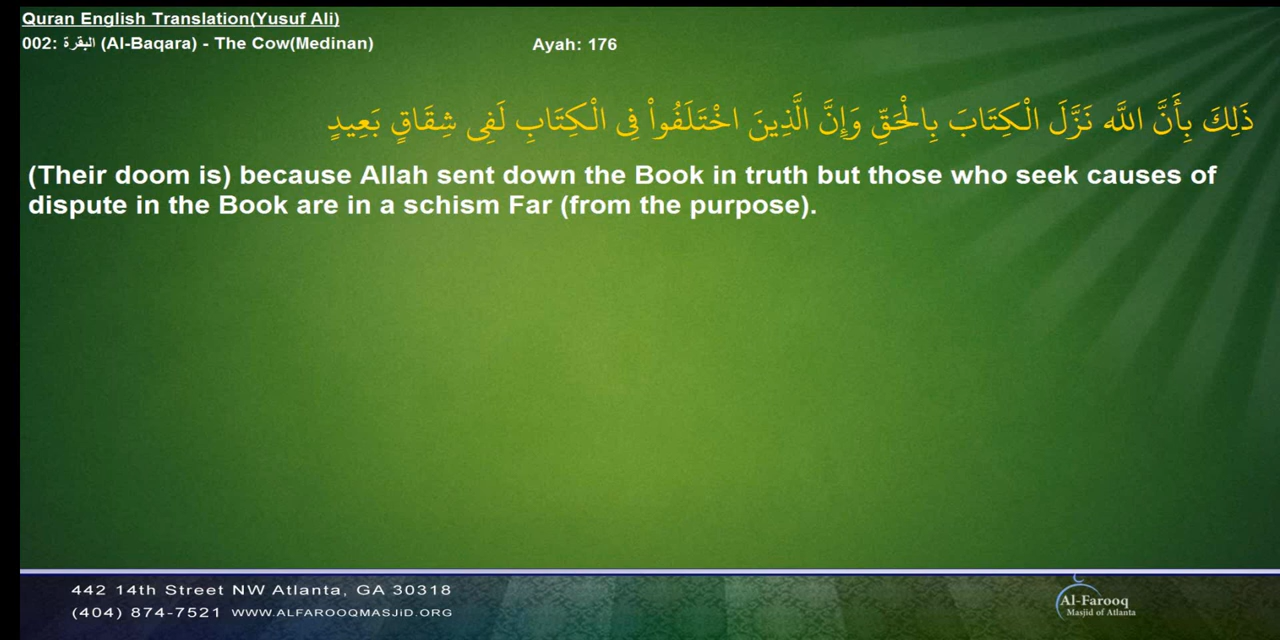 Quran English Translation(Yusuf Ali)
002: البقرة (Al-Baqara) - The Cow(Medinan)
Ayah: 176
ذَلِكَ بِأَنَّ اللَّه نَزَّلَ الْكِتَابَ بِالْحَقِّ وَإِنَّ الَّذِينَ اخْتَلَفُواْ فِى الْكِتَابِ لَفِى شِقَاقٍ بَعِيدٍ
(Their doom is) because Allah sent down the Book in truth but those who seek causes of
dispute in the Book are in a schism Far (from the purpose).
442 14th Street NW Atlanta, GA 30318
(404) 874-7521 WWW.ALFAROOQMASJiD.ORG
Al-Farooq
Masjid of Atlanta